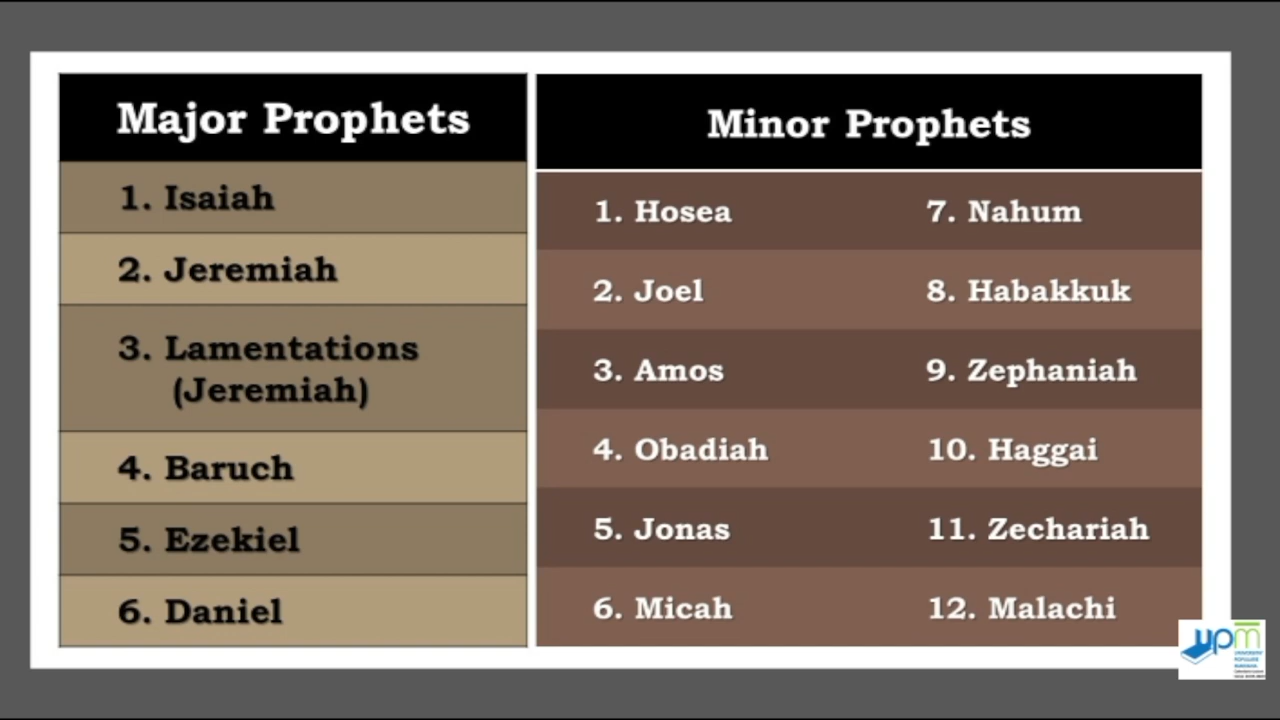 Major Prophets
1. Isaiah
2. Jeremiah
3. Lamentations
(Jeremiah)
4. Baruch
5. Ezekiel
6. Daniel
Minor Prophets
1. Hosea
2. Joel
3. Amos
4. Obadiah
5. Jonas
6. Micah
7. Nahum
8. Habakkuk
9. Zephaniah
10. Haggai
11. Zechariah
12. Malachi
upm